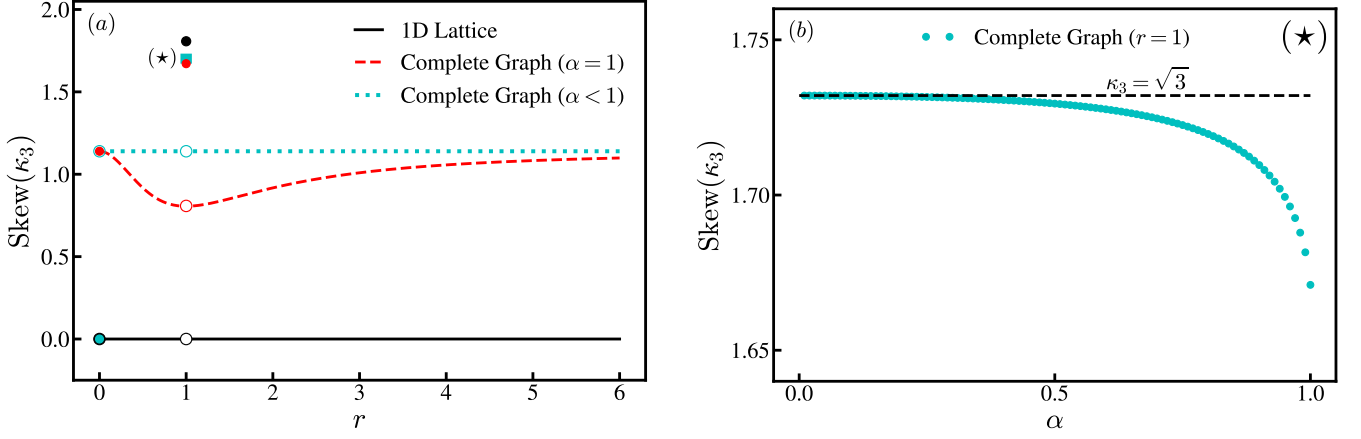 (a)
1D Lattice
Complete Graph (α = 1)
Complete Graph (α < 1)
(★)
Skew(κ₃)
2.0
1.5
1.0
0.5
0.0
0 1 2 3 4 5 6
r
(b)
Complete Graph (r = 1)
(★)
κ₃ = √3
Skew(κ₃)
1.75
1.70
1.65
0.0 0.5 1.0
α